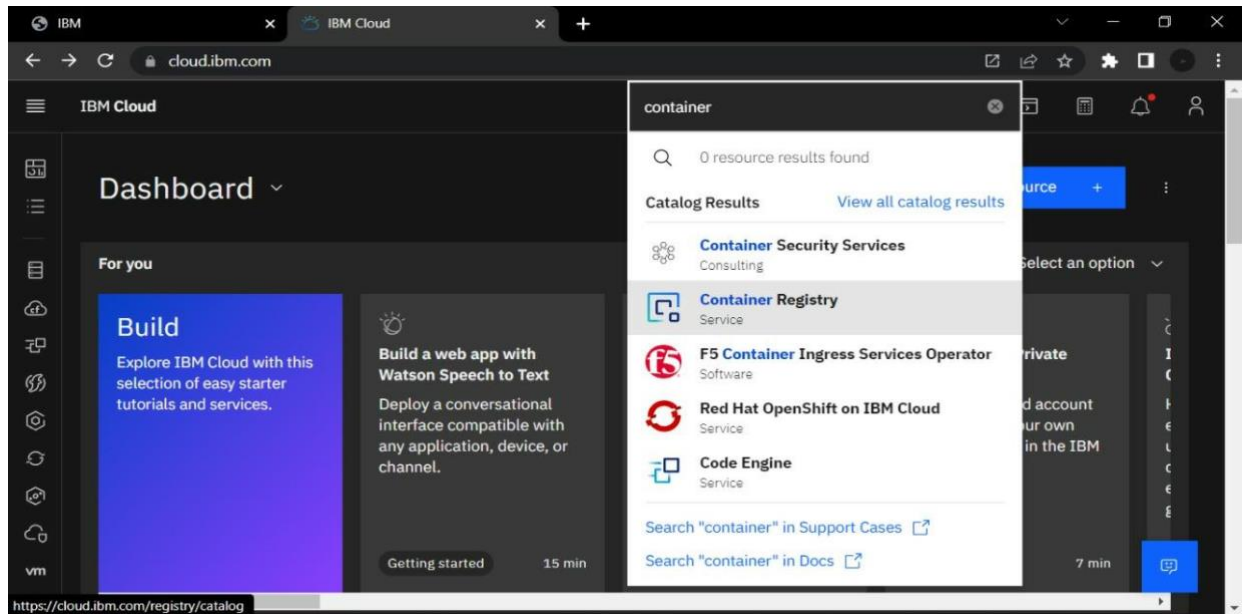 IBM
IBM Cloud
cloud.ibm.com
IBM Cloud
container
0 resource results found
Dashboard
Catalog Results
View all catalog results
+
For you
Container Security Services
Consulting
Select an option
Container Registry
Service
Build
Explore IBM Cloud with this
selection of easy starter
tutorials and services.
Build a web app with
Watson Speech to Text
Deploy a conversational
interface compatible with
any application, device, or
channel.
Getting started
15 min
F5 Container Ingress Services Operator
Software
Red Hat OpenShift on IBM Cloud
Service
Code Engine
Service
Search "container" in Support Cases
Search "container" in Docs
Private
account
own
in the IBM
7 min
cf
vm
https://cloud.ibm.com/registry/catalog